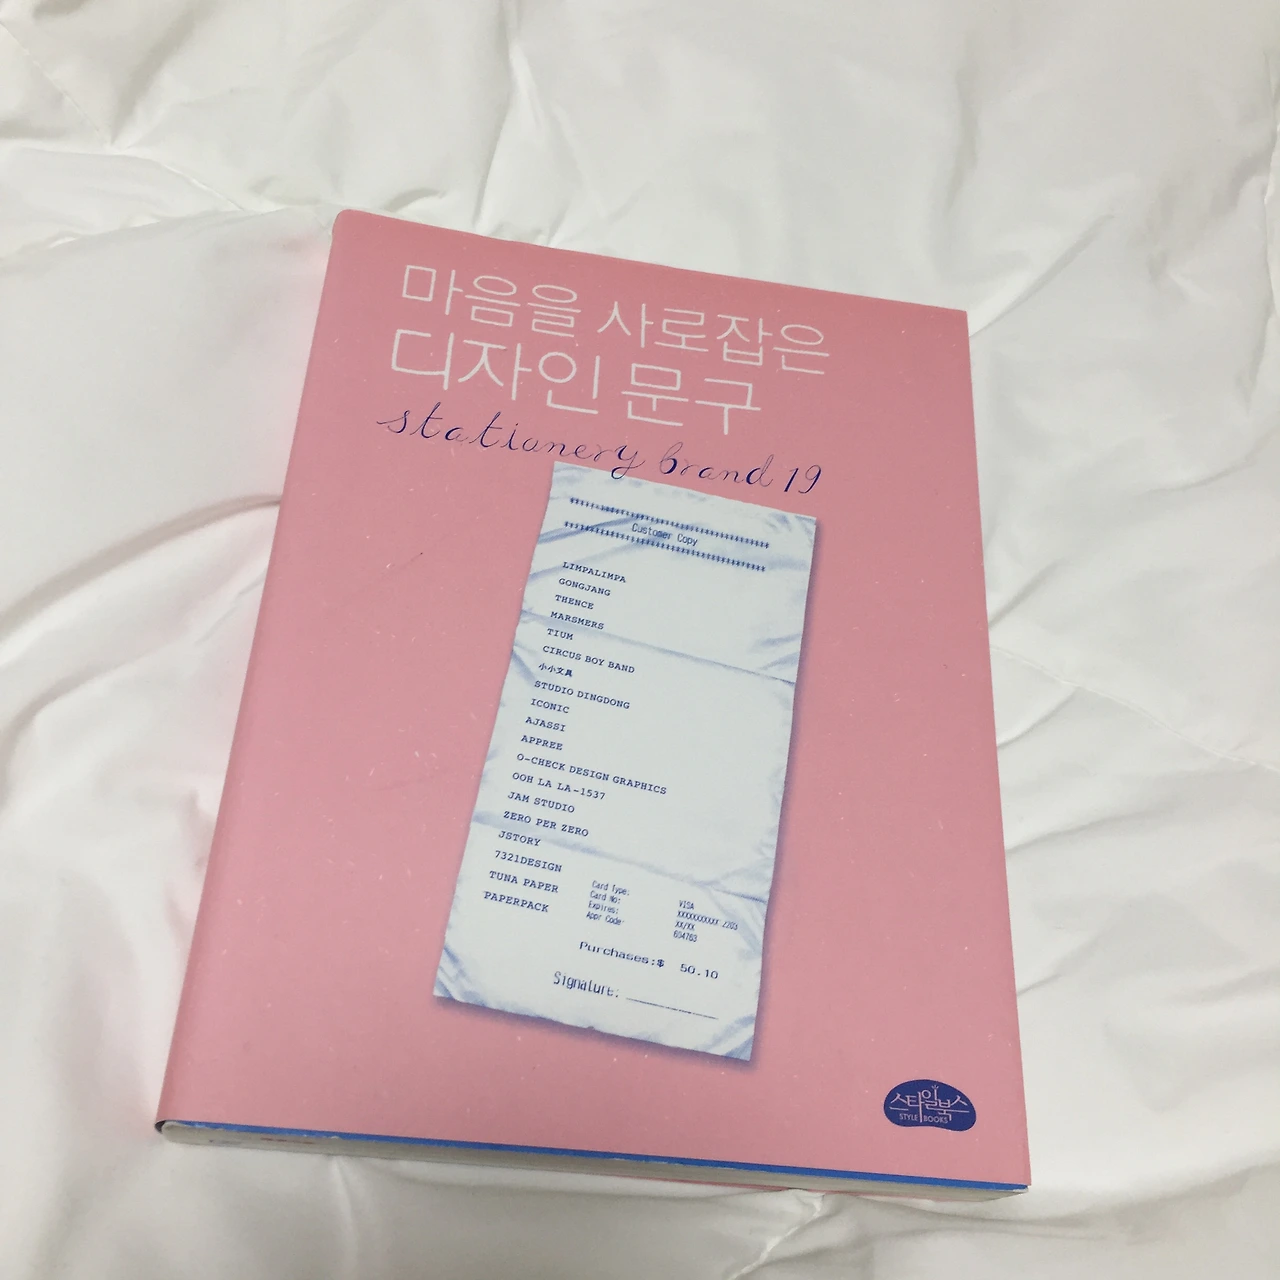 마음을 사로잡은
디자인 문구
stationery brand 19
Customer Copy
LIMPALIMPA
GONGJANG
THENCE
MARSMERS
TIUM
CIRCUS BOY BAND
小小文具
STUDIO DINGDONG
ICONIC
AJASSI
APPREE
O-CHECK DESIGN GRAPHICS
OOH LA LA-1537
JAM STUDIO
ZERO PER ZERO
JSTORY
7321DESIGN
TUNA PAPER
PAPERPACK
Card Type: VISA
Card No: XXXXXXXXXXX 2203
Expires: XX/XX
Appr Code: 604763
Purchases:$ 50.10
Signature:
스타일북스
STYLE BOOKS